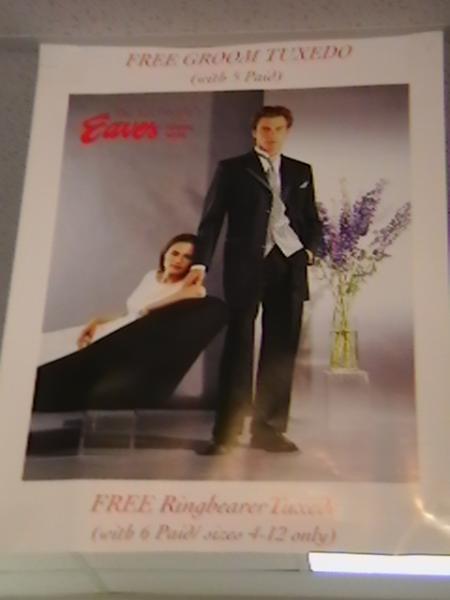 FREE GROOM TUXEDO
(with 5 Paid)
Eaves
FREE Ringbearer Tuxedo
(with 6 Paid/ sizes 4-12 only)